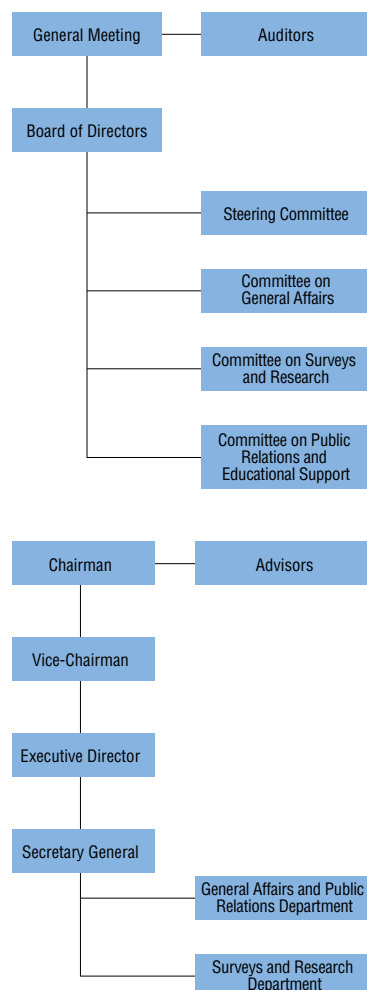 General Meeting
Auditors
Board of Directors
Steering Committee
Committee on
General Affairs
Committee on Surveys
and Research
Committee on Public
Relations and
Educational Support
Chairman
Advisors
Vice-Chairman
Executive Director
Secretary General
General Affairs and Public
Relations Department
Surveys and Research
Department